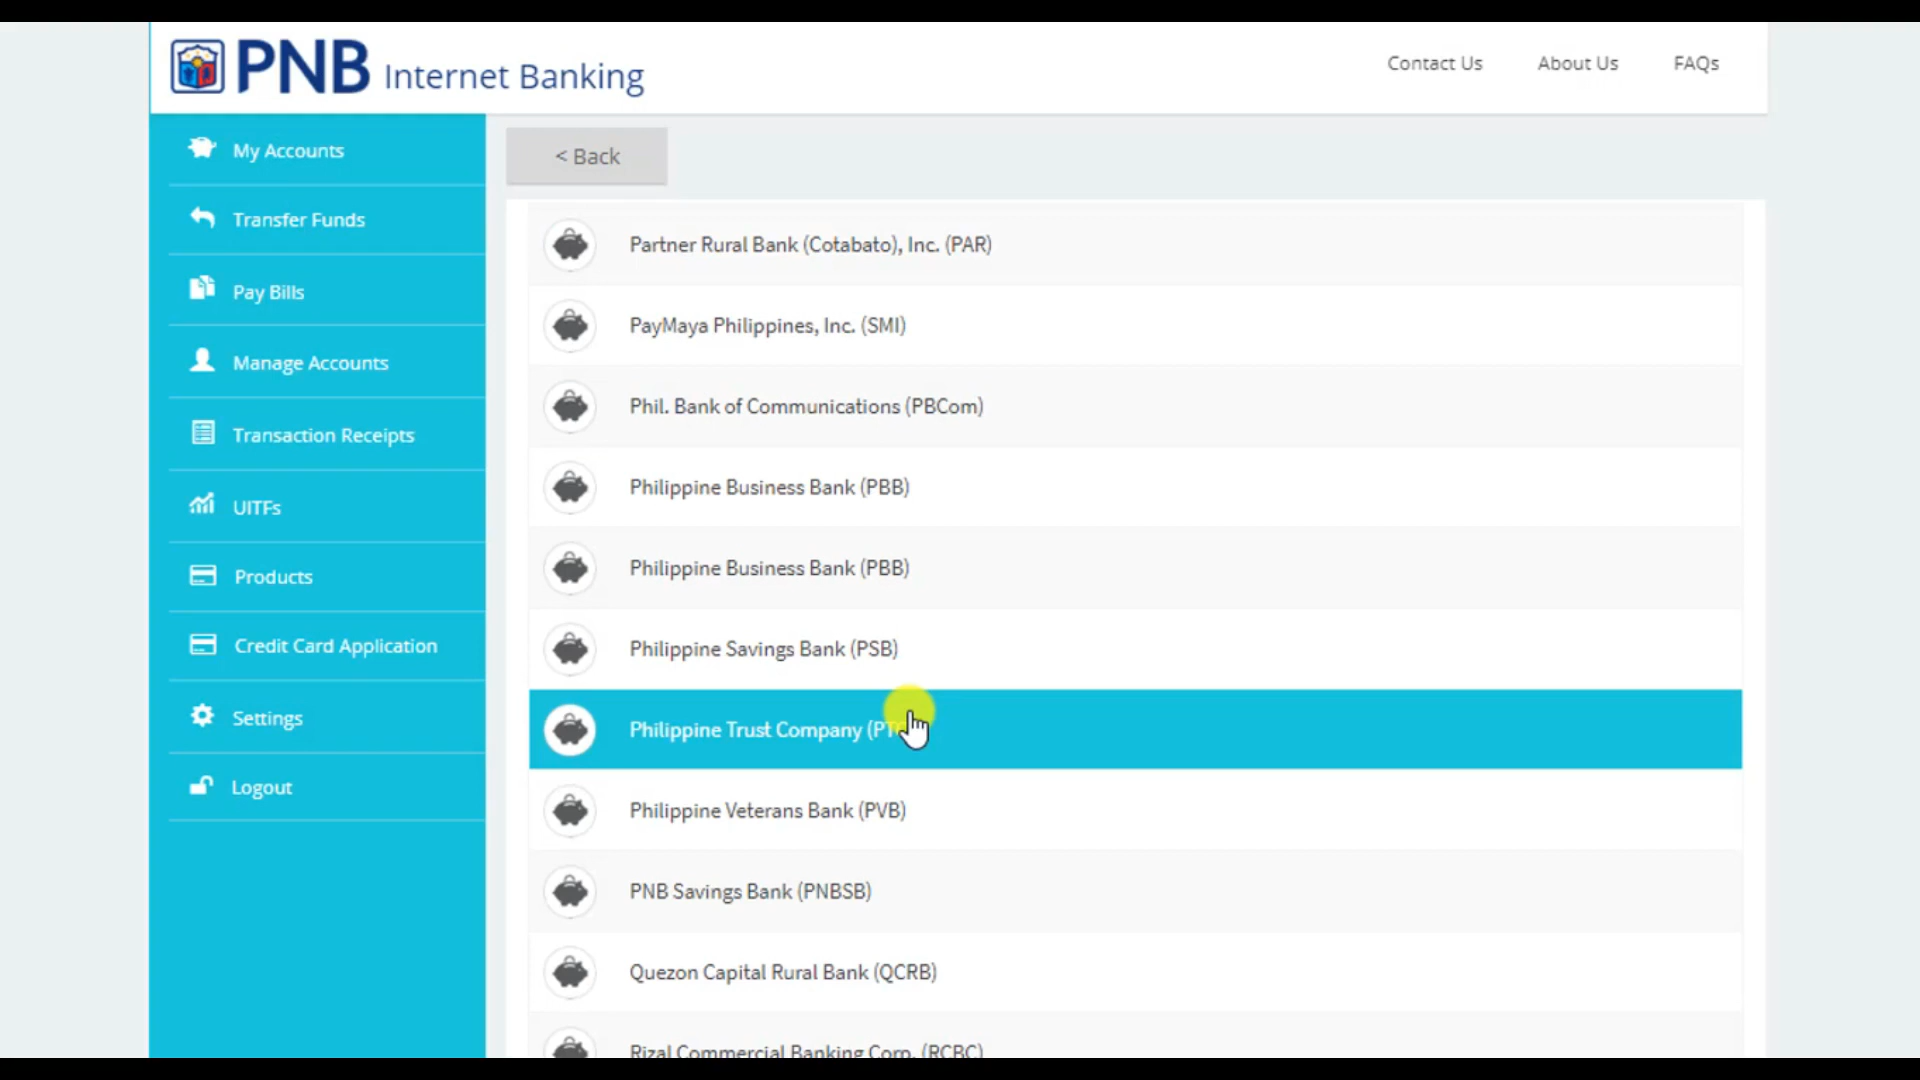 PNB Internet Banking
Contact Us
About Us
FAQs
My Accounts
Transfer Funds
Pay Bills
Manage Accounts
Transaction Receipts
UITFs
Products
Credit Card Application
Settings
Logout
< Back
Partner Rural Bank (Cotabato), Inc. (PAR)
PayMaya Philippines, Inc. (SMI)
Phil. Bank of Communications (PBCom)
Philippine Business Bank (PBB)
Philippine Business Bank (PBB)
Philippine Savings Bank (PSB)
Philippine Trust Company
Philippine Veterans Bank (PVB)
PNB Savings Bank (PNBSB)
Quezon Capital Rural Bank (QCRB)
Rizal Commercial Banking Corp. (RCBC)